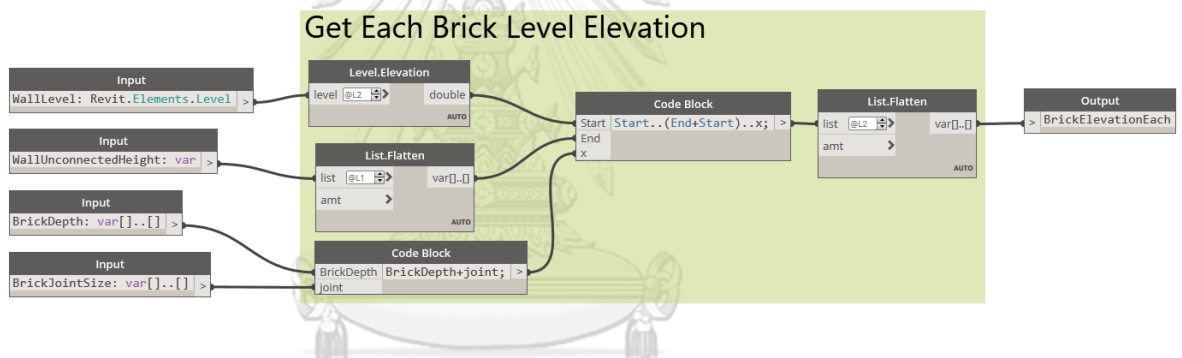 Get Each Brick Level Elevation
Input
WallLevel: Revit.Elements.Level >
Input
WallUnconnectedHeight: var >
Input
BrickDepth: var[]..[] >
Input
BrickJointSize: var[]..[] >
Level.Elevation
level @L2 > double
AUTO
List.Flatten
list @L1 > var[]..[]
amt >
AUTO
Code Block
BrickDepth BrickDepth+joint; >
joint
Code Block
Start Start..(End+Start)..x; >
End
x
List.Flatten
list @L2 > var[]..[]
amt >
AUTO
Output
> BrickElevationEach